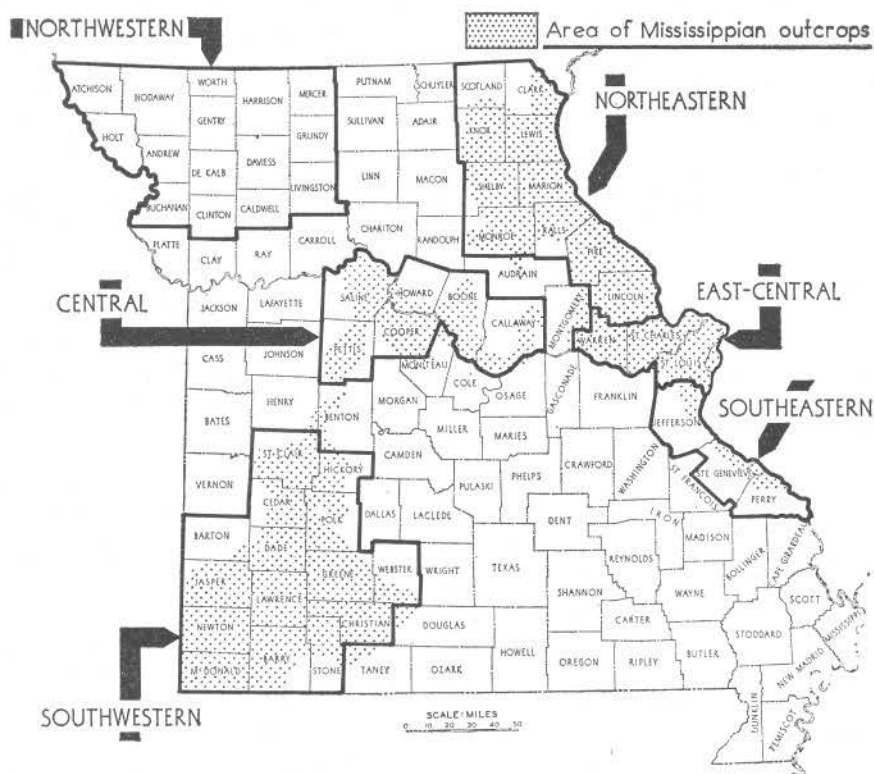 NORTHWESTERN
Area of Mississippian outcrops
ATCHISON
HODAWAY
WORTH
HARRISON
MERCER
PUTNAM
SCHUYLER
SCOTLAND
CLARK
NORTHEASTERN
HOLT
GENTRY
GRUNDY
SULLIVAN
ADAIR
KNOX
LEWIS
ANDREW
DE KALB
DAVIESS
LIVINGSTON
LINN
MACON
SHELBY
MARION
BUCHANAN
CLINTON
CALDWELL
CHARITON
RANDOLPH
MONROE
RALLS
PIKE
PLATTE
CLAY
RAY
CARROLL
AUDRAIN
CENTRAL
JACKSON
LAFAYETTE
SALINE
HOWARD
BOONE
CALLAWAY
MONTGOMERY
LINCOLN
EAST-CENTRAL
CASS
JOHNSON
PETTIS
COOPER
MONITEAU
WARREN
ST. CHARLES
ST. LOUIS
COLE
OSAGE
GASCONADE
FRANKLIN
BATES
HENRY
BENTON
MORGAN
MILLER
MARIES
JEFFERSON
SOUTHEASTERN
ST. CLAIR
HICKORY
CAMDEN
PULASKI
PHELPS
CRAWFORD
WASHINGTON
ST. FRANCOIS
STE. GENEVIEVE
PERRY
VERNON
CEDAR
POLK
DALLAS
LACLEDE
DENT
IRON
MADISON
BOLLINGER
CAPE GIRARDEAU
BARTON
DADE
GREENE
WEBSTER
WRIGHT
TEXAS
REYNOLDS
JASPER
LAWRENCE
SHANNON
WAYNE
SCOTT
MISSISSIPPI
NEWTON
CHRISTIAN
DOUGLAS
CARTER
STODDARD
McDONALD
BARRY
STONE
TANEY
OZARK
HOWELL
OREGON
RIPLEY
BUTLER
NEW MADRID
SOUTHWESTERN
SCALE:MILES
0 10 20 30 40 50
DUNKLIN
PEMISCOT